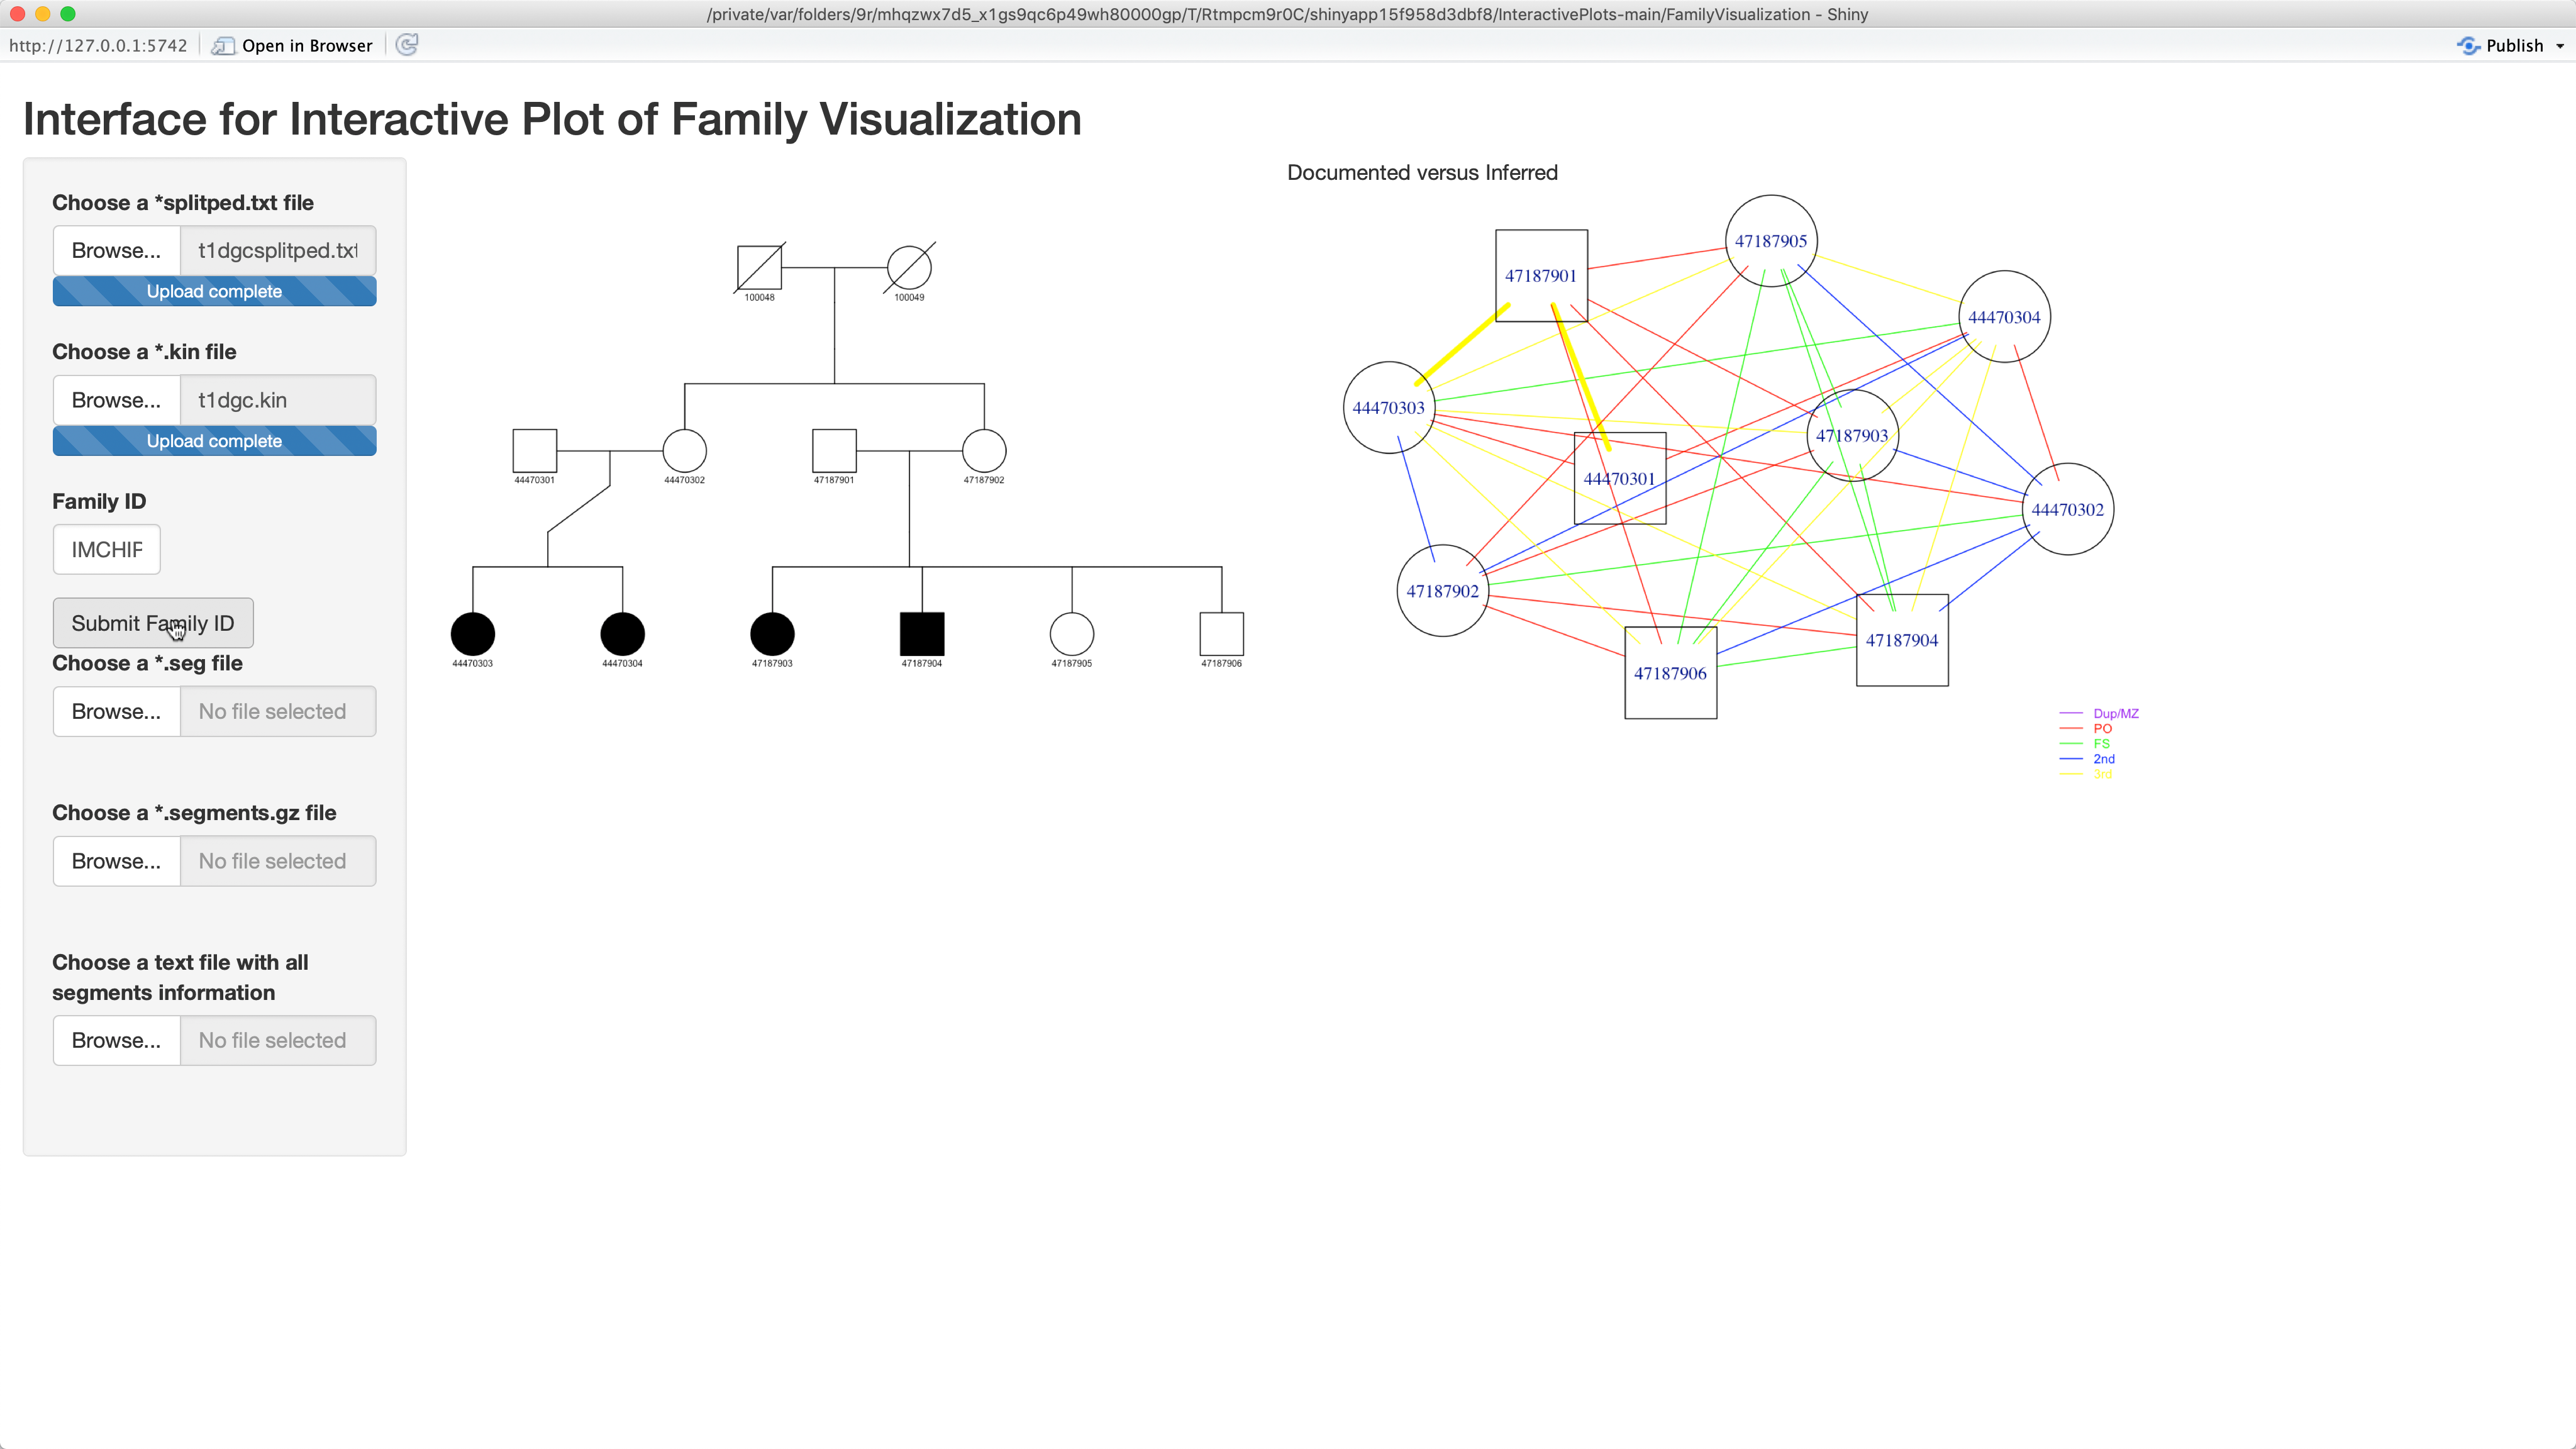 /private/var/folders/9r/mhqzwx7d5_x1gs9qc6p49wh80000gp/T/Rtmpcm9r0C/shinyapp15f958d3dbf8/InteractivePlots-main/FamilyVisualization - Shiny
http://127.0.0.1:5742 Open in Browser Publish
Interface for Interactive Plot of Family Visualization
Choose a *splitped.txt file
Browse... t1dgcsplitped.txt
Upload complete
Choose a *.kin file
Browse... t1dgc.kin
Upload complete
Family ID
IMCHIF
Submit Family ID
Choose a *.seg file
Browse... No file selected
Choose a *.segments.gz file
Browse... No file selected
Choose a text file with all
segments information
Browse... No file selected
100048 100049
44470301 44470302 47187901 47187902
44470303 44470304 47187903 47187904 47187905 47187906
Documented versus Inferred
47187905
47187901
44470304
44470303
47187903
44470301
44470302
47187902
47187904
47187906
Dup/MZ
PO
FS
2nd
3rd